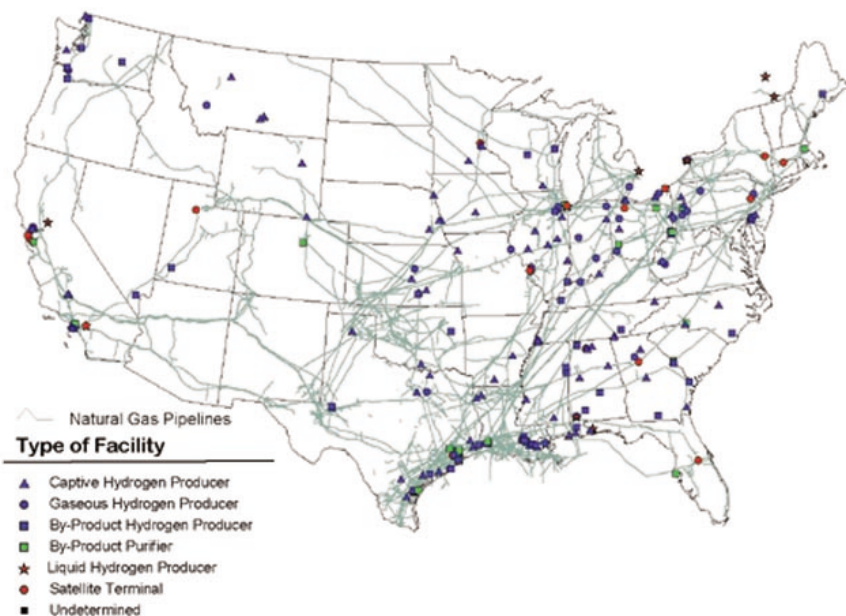 Natural Gas Pipelines
Type of Facility
Captive Hydrogen Producer
Gaseous Hydrogen Producer
By-Product Hydrogen Producer
By-Product Purifier
Liquid Hydrogen Producer
Satellite Terminal
Undetermined